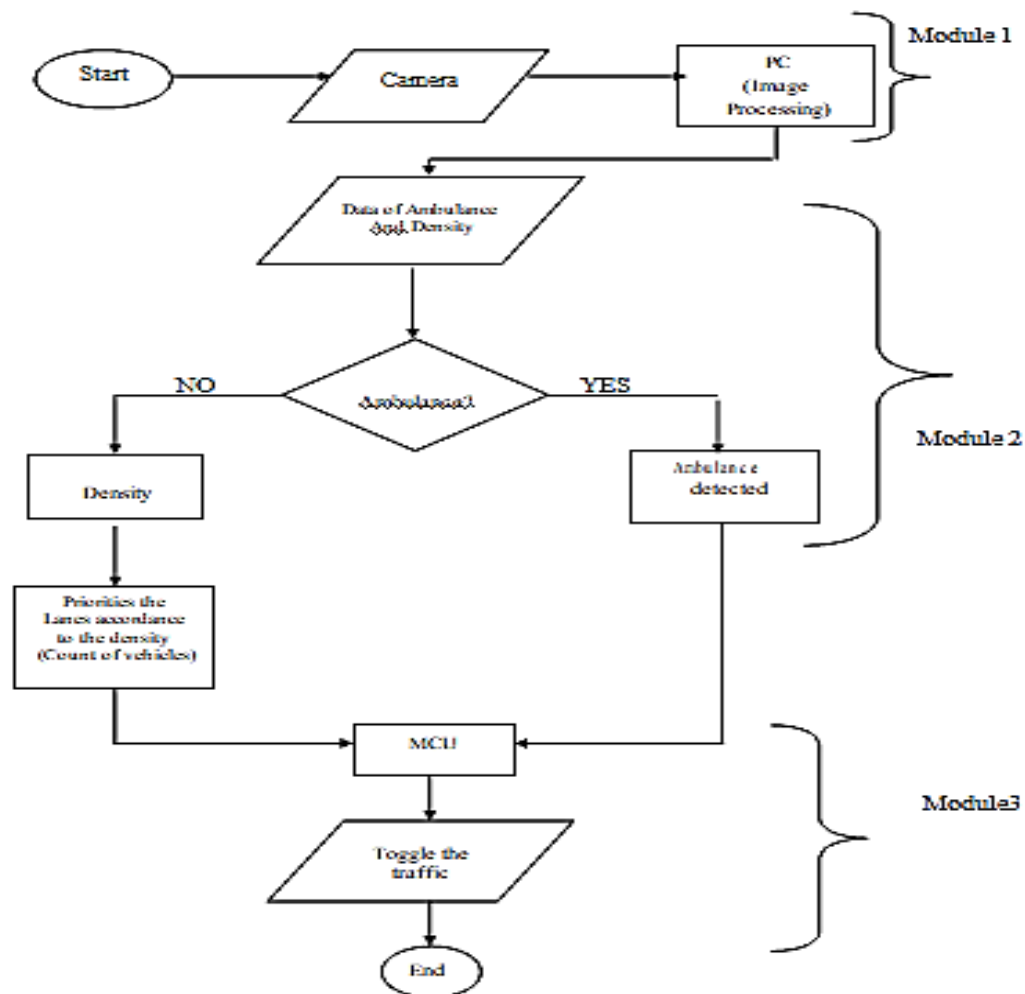 Start
Camera
PC
(Image
Processing)
Module 1
Data of Ambulance
And Density
NO
YES
Module 2
Density
Ambulance
detected
Priorities the
Lanes accordance
to the density
(Count of vehicles)
MCU
Module3
Toggle the
traffic
End